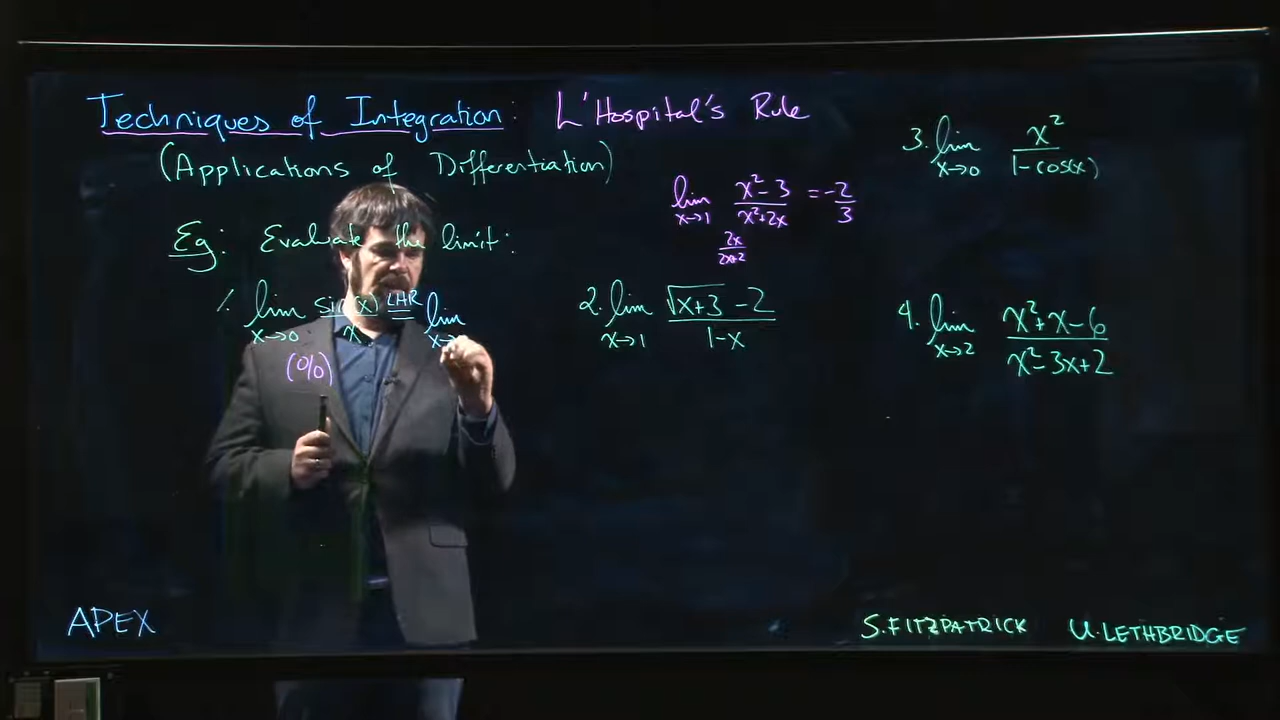 Techniques of Integration: L'Hospital's Rule
(Applications of Differentiation)
lim x→1 x²-3 / x²+2x = -2/3
2x / 2x+2
Eg: Evaluate the limit:
1. lim x→0 sin(x) / x LHR = lim x→
(0/0)
2. lim x→1 √x+3 - 2 / 1-x
3. lim x→0 x² / 1-cos(x)
4. lim x→2 x²+x-6 / x²-3x+2
APEX
S. FITZPATRICK U. LETHBRIDGE